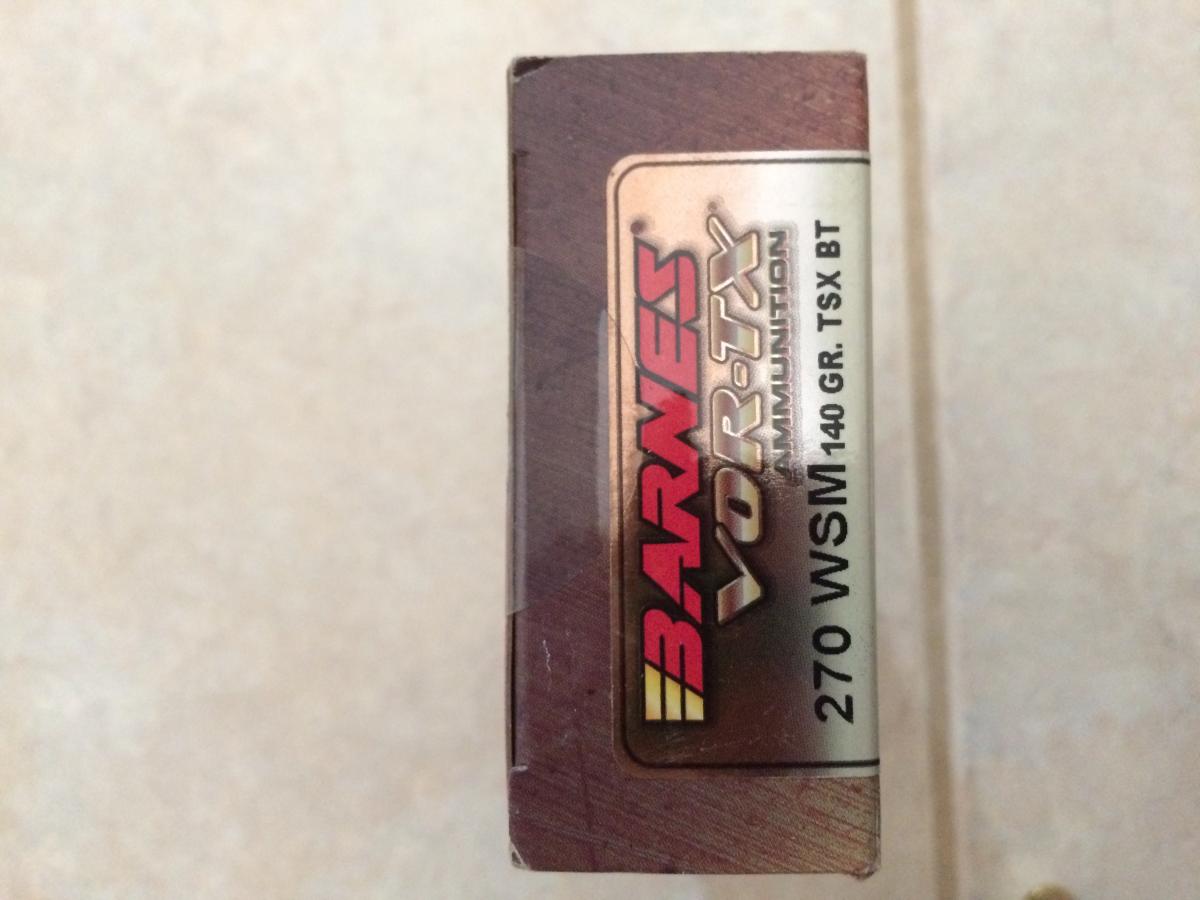 BARNES®
VOR-TX®
AMMUNITION
270 WSM 140 GR. TSX BT